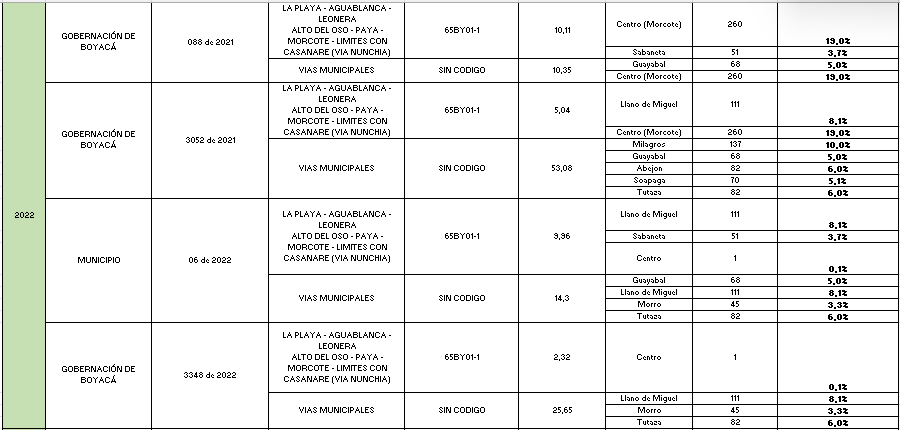 2022
GOBERNACIÓN DE
BOYACÁ
088 de 2021
LA PLAYA - AGUABLANCA -
LEONERA
ALTO DEL OSO - PAYA -
MORCOTE - LIMITES CON
CASANARE (VIA NUNCHIA)
65BY01-1
10,11
Centro (Morcote)
260
19,0%
Sabaneta
51
3,7%
VIAS MUNICIPALES
SIN CODIGO
10,35
Guayabal
68
5,0%
Centro (Morcote)
260
19,0%
GOBERNACIÓN DE
BOYACÁ
3052 de 2021
LA PLAYA - AGUABLANCA -
LEONERA
ALTO DEL OSO - PAYA -
MORCOTE - LIMITES CON
CASANARE (VIA NUNCHIA)
65BY01-1
5,04
Llano de Miguel
111
8,1%
Centro (Morcote)
260
19,0%
VIAS MUNICIPALES
SIN CODIGO
53,08
Milagros
137
10,0%
Guayabal
68
5,0%
Abejon
82
6,0%
Soapaga
70
5,1%
Tutaza
82
6,0%
MUNICIPIO
06 de 2022
LA PLAYA - AGUABLANCA -
LEONERA
ALTO DEL OSO - PAYA -
MORCOTE - LIMITES CON
CASANARE (VIA NUNCHIA)
65BY01-1
9,96
Llano de Miguel
111
8,1%
Sabaneta
51
3,7%
Centro
1
0,1%
VIAS MUNICIPALES
SIN CODIGO
14,3
Guayabal
68
5,0%
Llano de Miguel
111
8,1%
Morro
45
3,3%
Tutaza
82
6,0%
GOBERNACIÓN DE
BOYACÁ
3348 de 2022
LA PLAYA - AGUABLANCA -
LEONERA
ALTO DEL OSO - PAYA -
MORCOTE - LIMITES CON
CASANARE (VIA NUNCHIA)
65BY01-1
2,32
Centro
1
0,1%
VIAS MUNICIPALES
SIN CODIGO
25,65
Llano de Miguel
111
8,1%
Morro
45
3,3%
Tutaza
82
6,0%